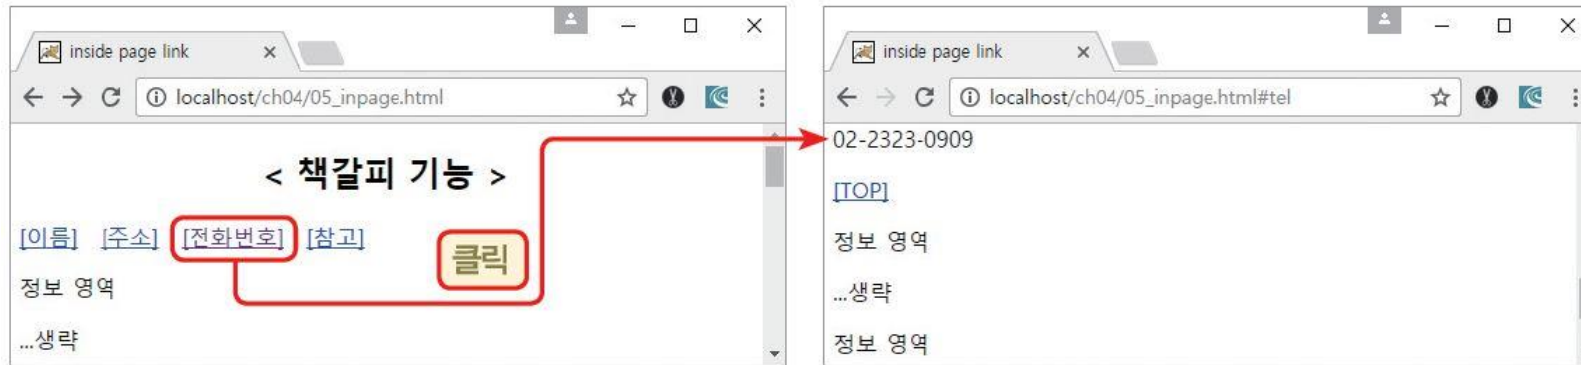 inside page link
localhost/ch04/05_inpage.html
< 책갈피 기능 >
[이름] [주소] [전화번호] [참고]
클릭
정보 영역
...생략
inside page link
localhost/ch04/05_inpage.html#tel
02-2323-0909
[TOP]
정보 영역
...생략
정보 영역